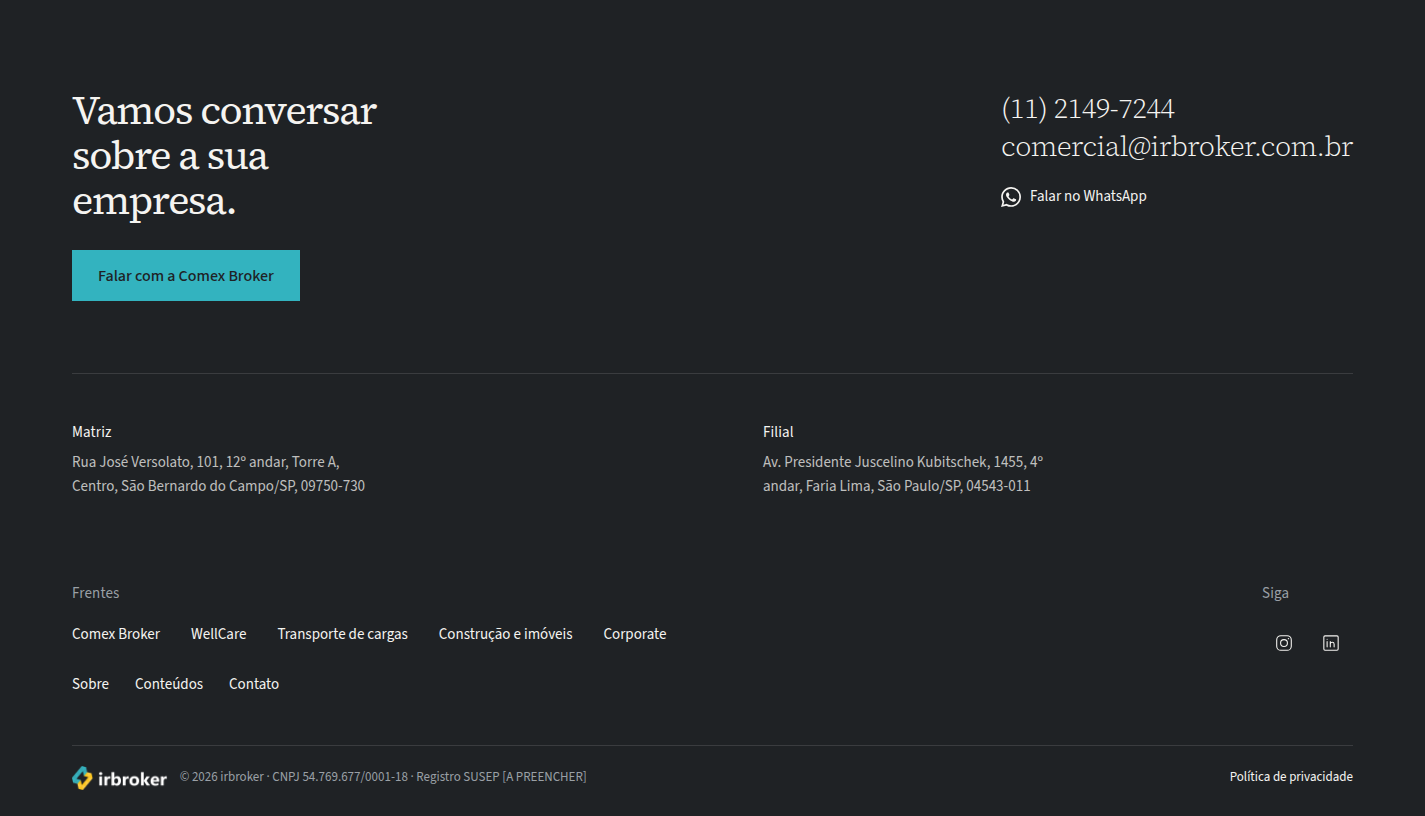 Vamos conversar
sobre a sua
empresa.
Falar com a Comex Broker
(11) 2149-7244
comercial@irbroker.com.br
Falar no WhatsApp
Matriz
Rua José Versolato, 101, 12º andar, Torre A,
Centro, São Bernardo do Campo/SP, 09750-730
Filial
Av. Presidente Juscelino Kubitschek, 1455, 4º
andar, Faria Lima, São Paulo/SP, 04543-011
Frentes
Comex Broker WellCare Transporte de cargas Construção e imóveis Corporate
Sobre Conteúdos Contato
Siga
irbroker © 2026 irbroker · CNPJ 54.769.677/0001-18 · Registro SUSEP [A PREENCHER]
Política de privacidade